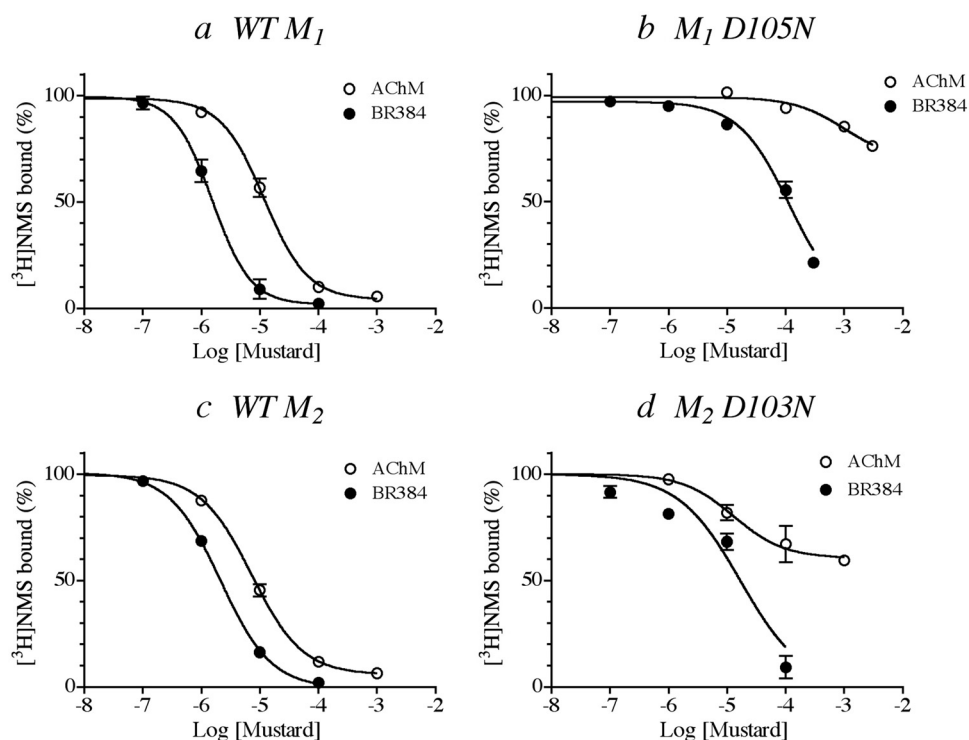 a WT M1
b M1 D105N
AChM
BR384
[3H]NMS bound (%)
100
50
0
-8 -7 -6 -5 -4 -3 -2
Log [Mustard]
AChM
BR384
[3H]NMS bound (%)
100
50
0
-8 -7 -6 -5 -4 -3 -2
Log [Mustard]
c WT M2
d M2 D103N
AChM
BR384
[3H]NMS bound (%)
100
50
0
-8 -7 -6 -5 -4 -3 -2
Log [Mustard]
AChM
BR384
[3H]NMS bound (%)
100
50
0
-8 -7 -6 -5 -4 -3 -2
Log [Mustard]